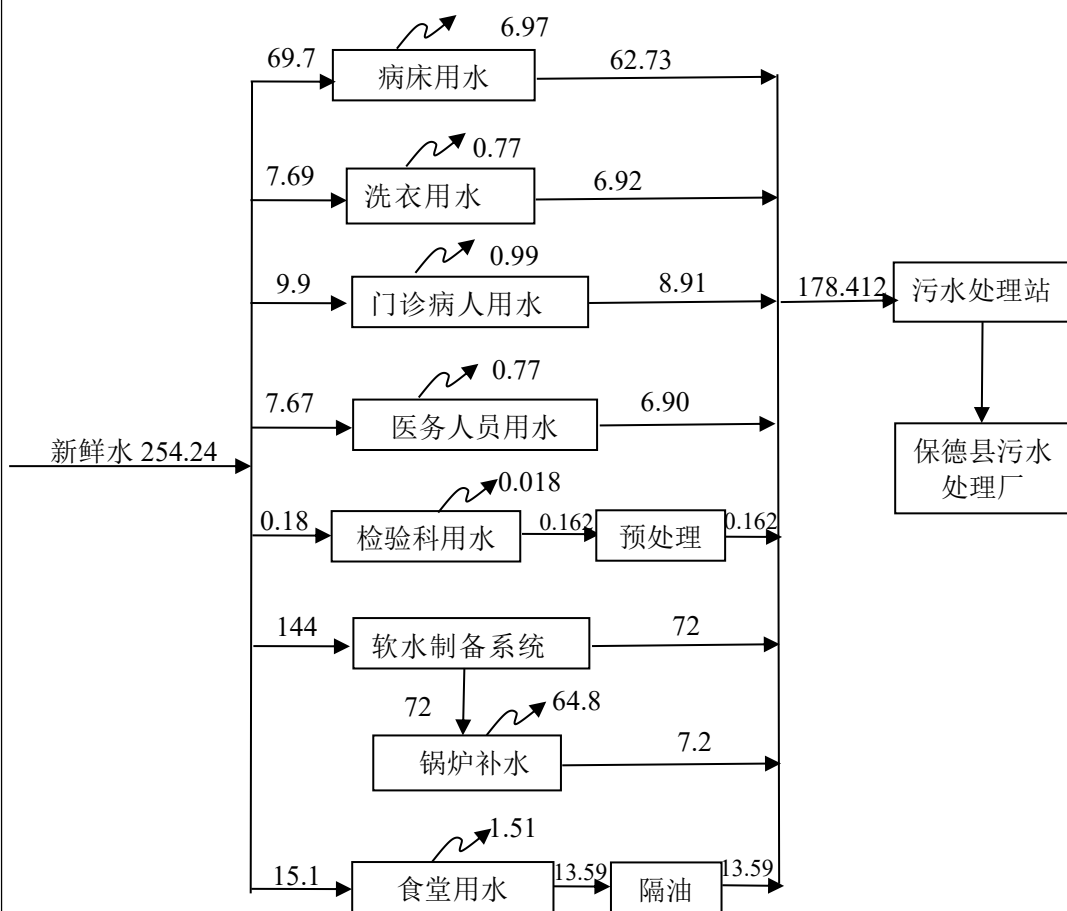 6.97
69.7
病床用水
62.73
0.77
7.69
洗衣用水
6.92
0.99
9.9
门诊病人用水
8.91
178.412
污水处理站
0.77
7.67
医务人员用水
6.90
新鲜水 254.24
保德县污水
处理厂
0.018
0.18
检验科用水
0.162
预处理
0.162
144
软水制备系统
72
72
64.8
锅炉补水
7.2
1.51
15.1
食堂用水
13.59
隔油
13.59